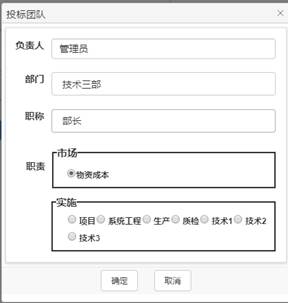 投标团队 ×
负责人 管理员
部门 技术三部
职称 部长
职责 市场
物资成本
实施
项目 系统工程 生产 质检 技术1 技术2
技术3
确定 取消